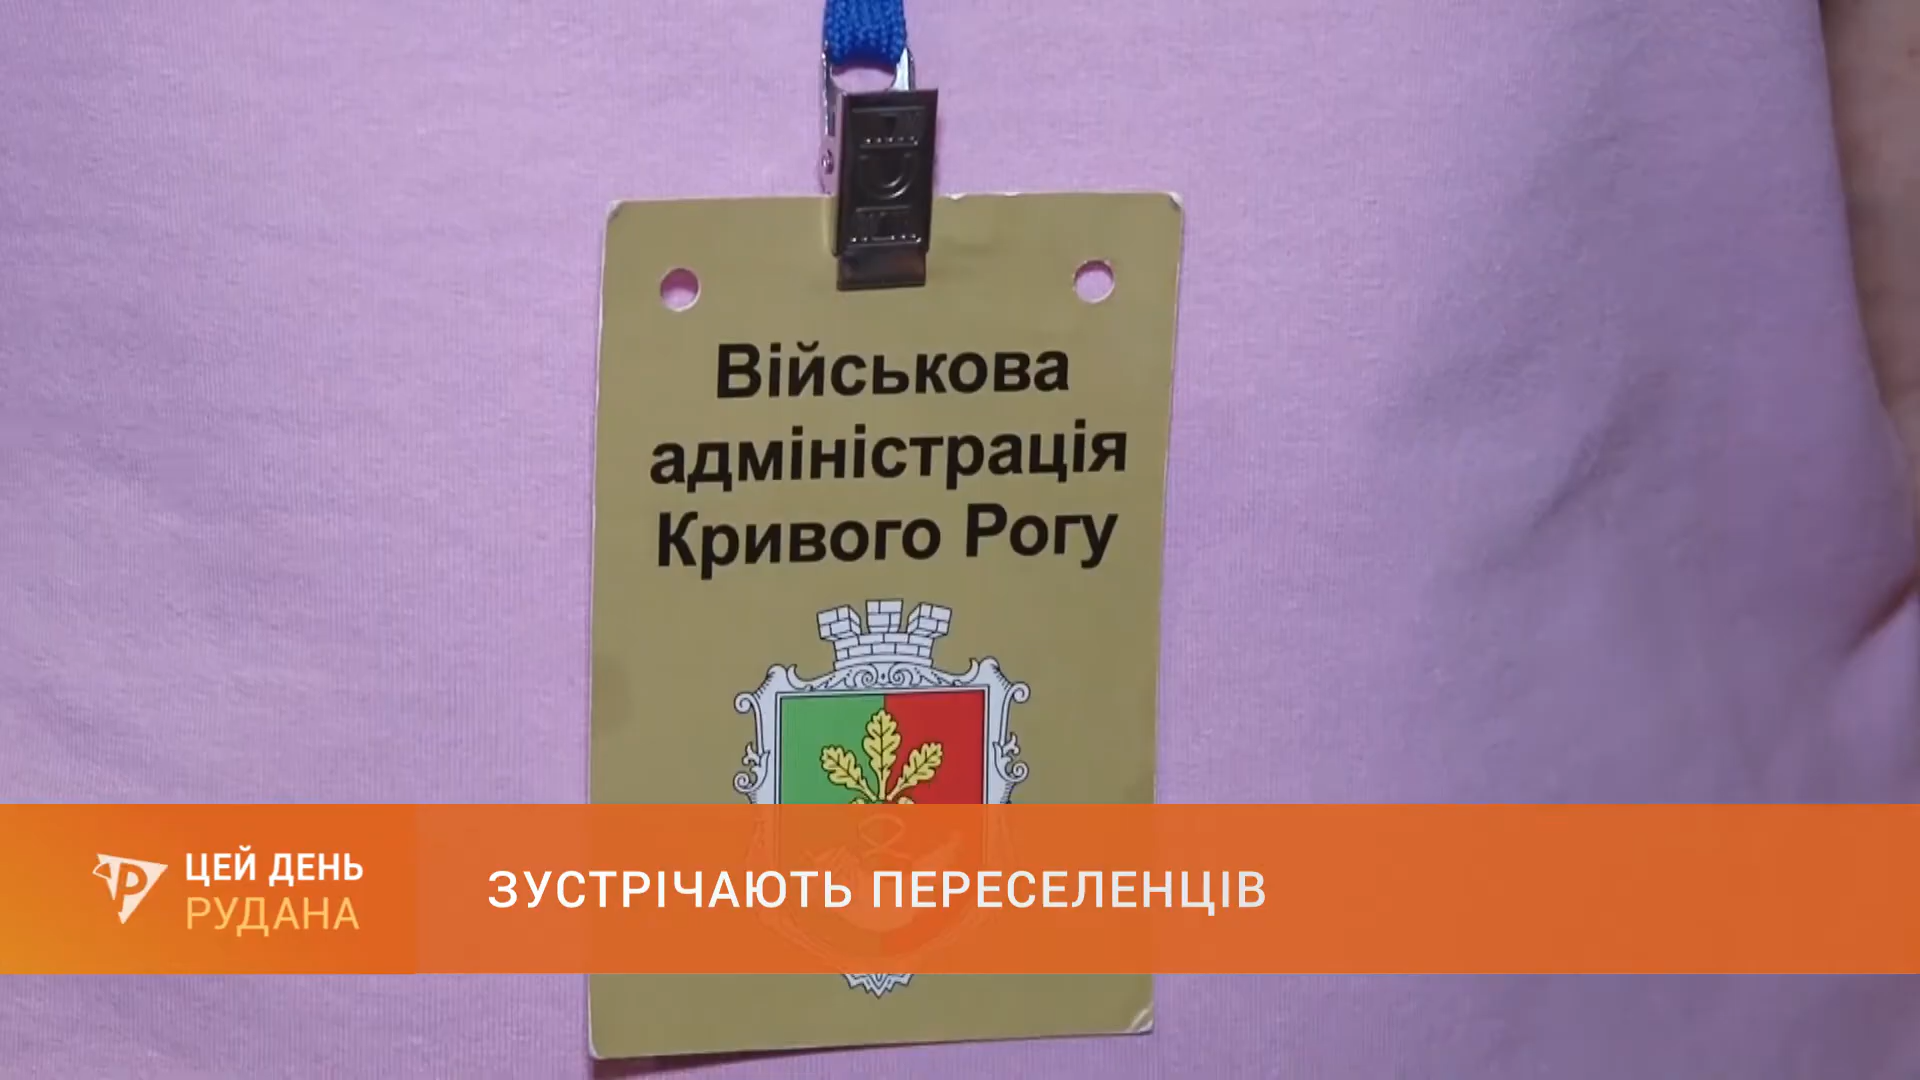 Військова
адміністрація
Кривого Рогу
ЦЕЙ ДЕНЬ
РУДАНА
ЗУСТРІЧАЮТЬ ПЕРЕСЕЛЕНЦІВ